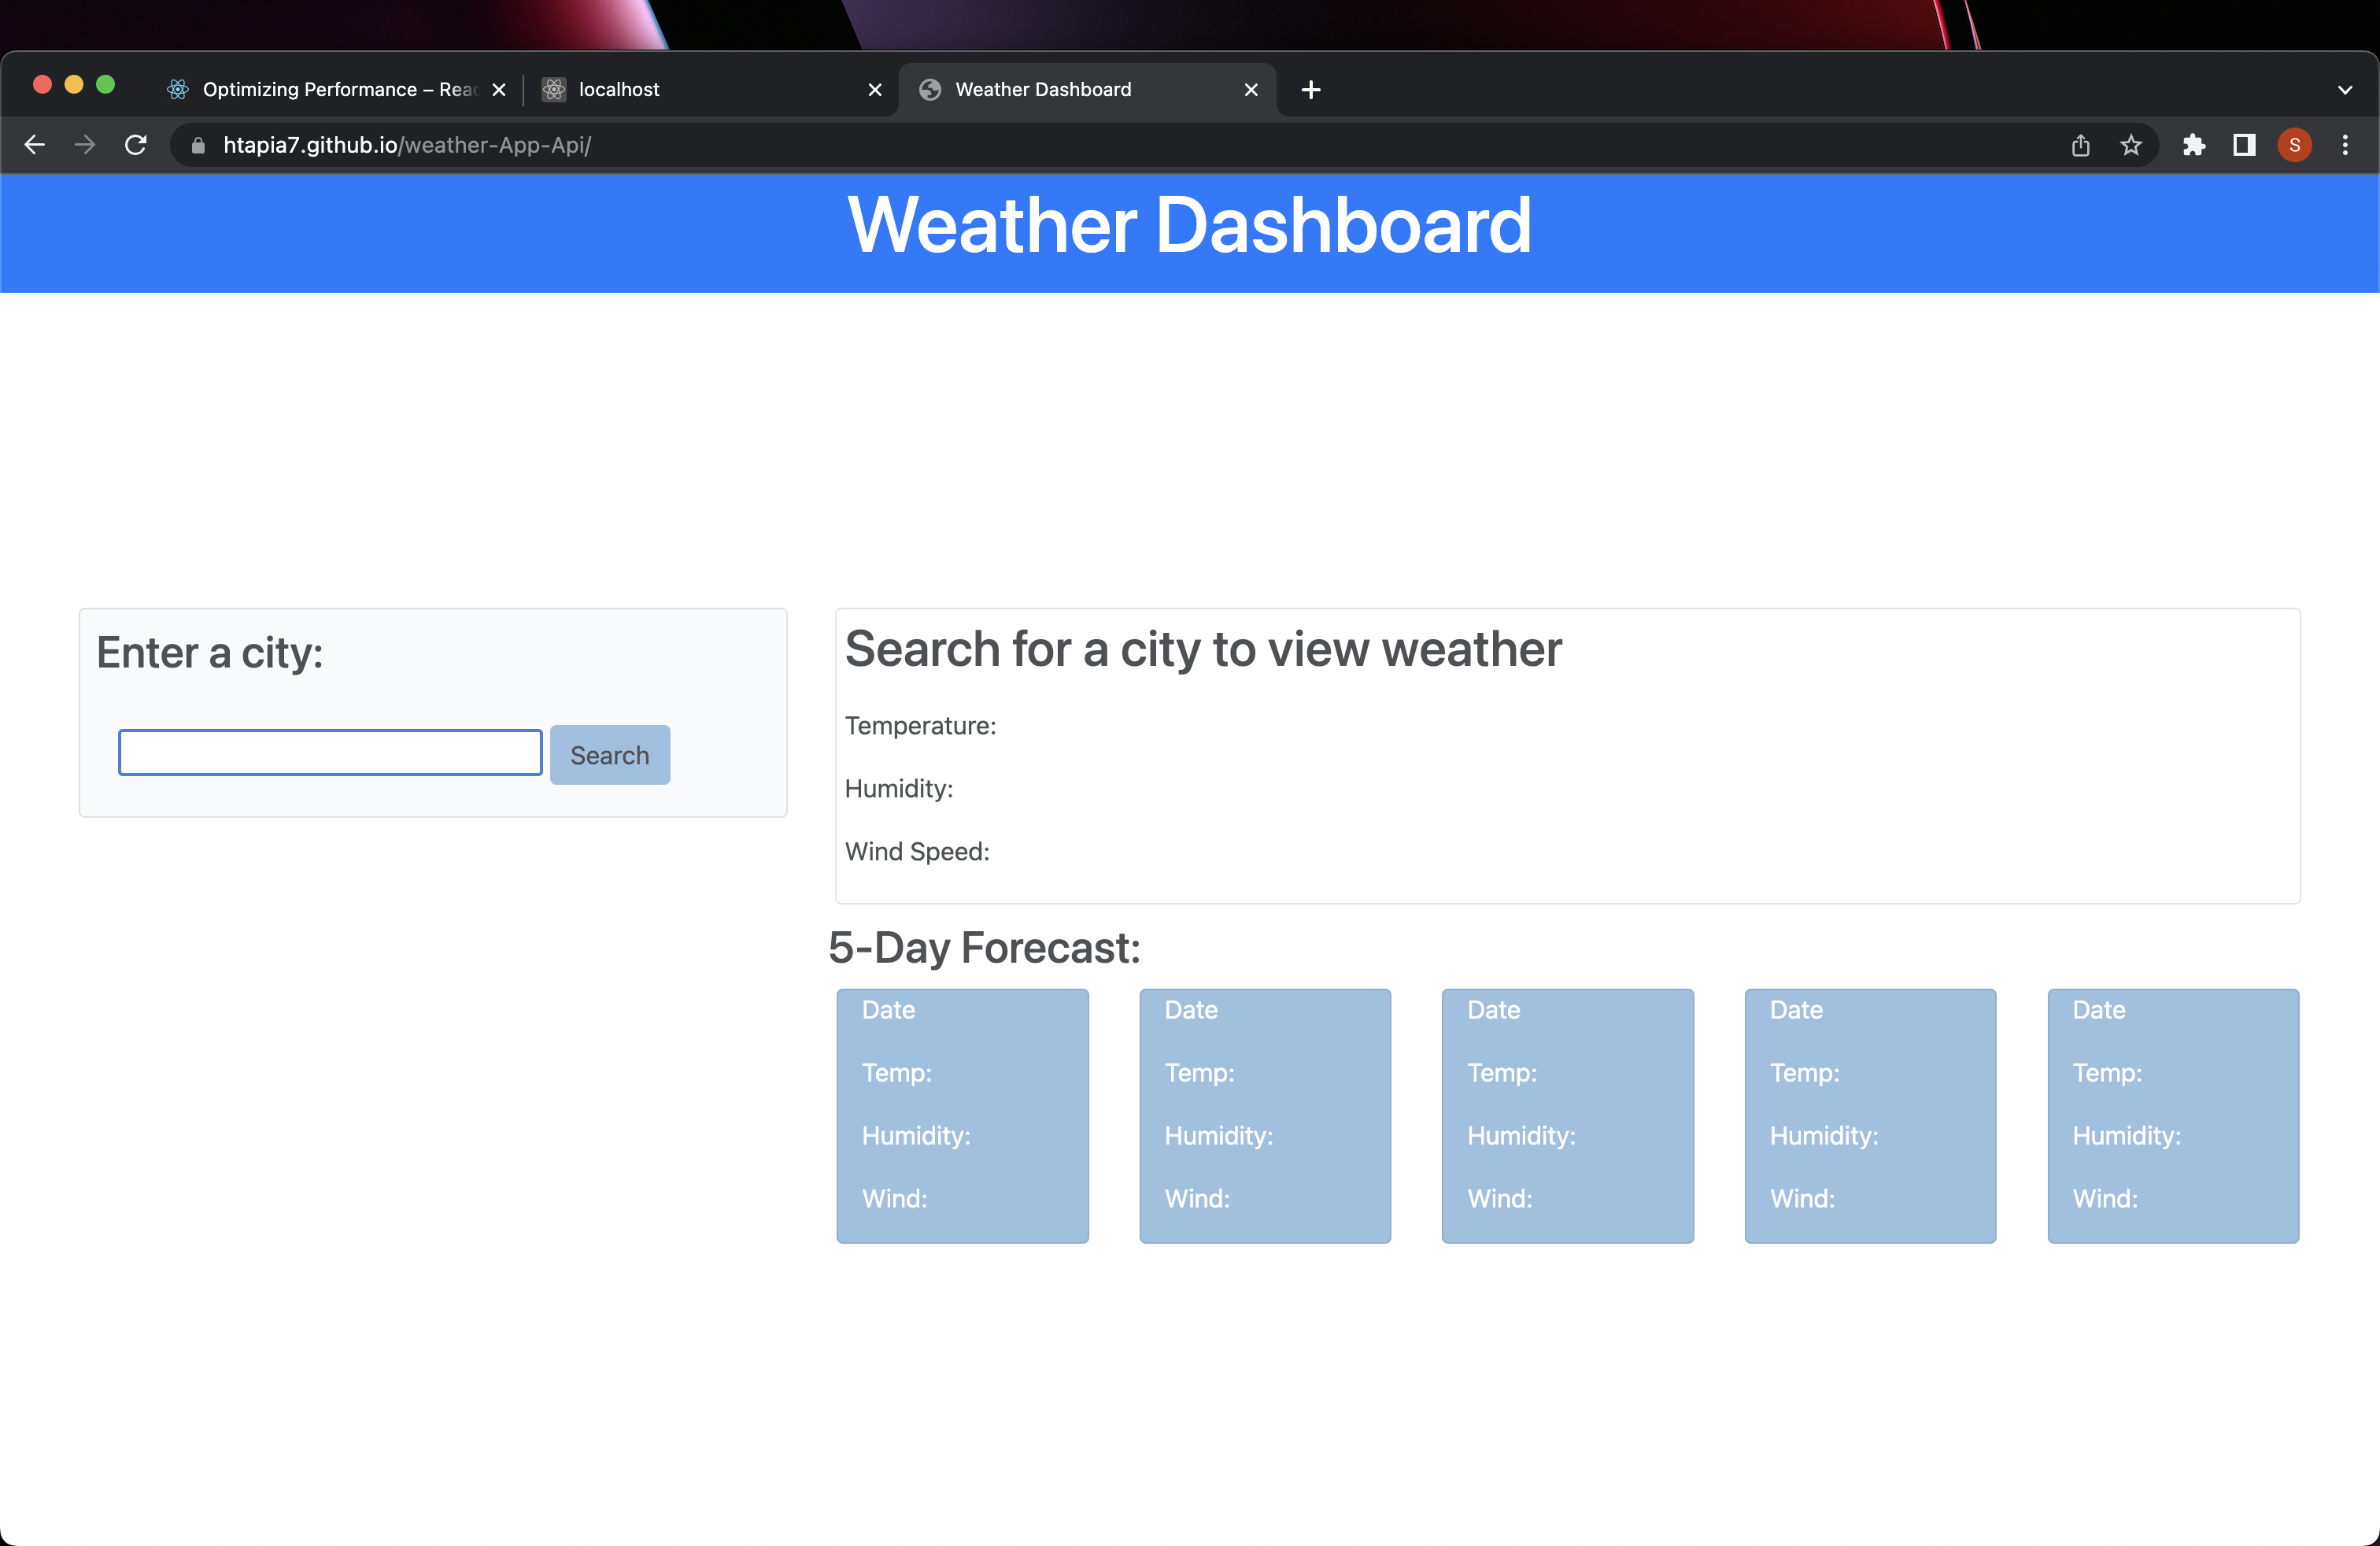 Optimizing Performance – Reac
localhost
Weather Dashboard
htapia7.github.io/weather-App-Api/
S
Weather Dashboard
Enter a city:
Search
Search for a city to view weather
Temperature:
Humidity:
Wind Speed:
5-Day Forecast:
Date
Temp:
Humidity:
Wind:
Date
Temp:
Humidity:
Wind:
Date
Temp:
Humidity:
Wind:
Date
Temp:
Humidity:
Wind:
Date
Temp:
Humidity:
Wind: